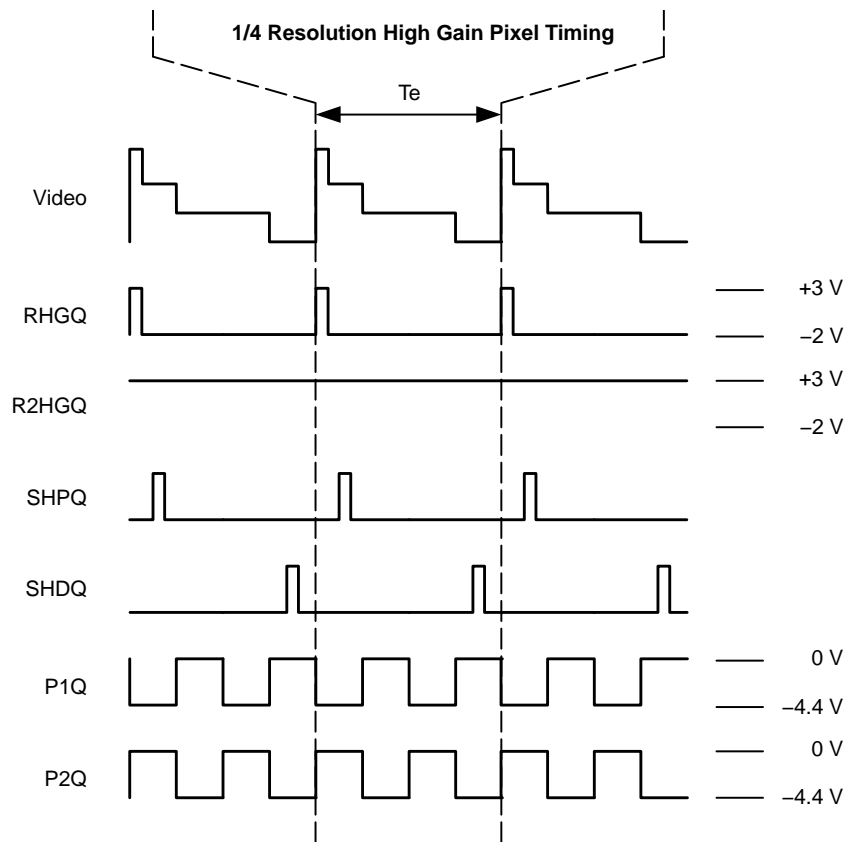 1/4 Resolution High Gain Pixel Timing
Te
Video
RHGQ
+3 V
−2 V
R2HGQ
+3 V
−2 V
SHPQ
SHDQ
P1Q
0 V
−4.4 V
P2Q
0 V
−4.4 V